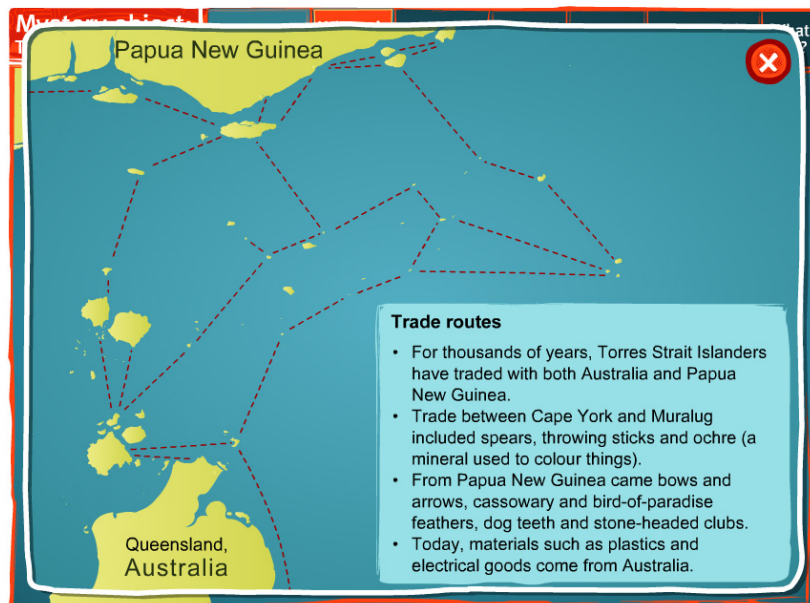 Mystery object:
Papua New Guinea
Trade routes
• For thousands of years, Torres Strait Islanders
have traded with both Australia and Papua
New Guinea.
• Trade between Cape York and Muralug
included spears, throwing sticks and ochre (a
mineral used to colour things).
• From Papua New Guinea came bows and
arrows, cassowary and bird-of-paradise
feathers, dog teeth and stone-headed clubs.
• Today, materials such as plastics and
electrical goods come from Australia.
Queensland,
Australia